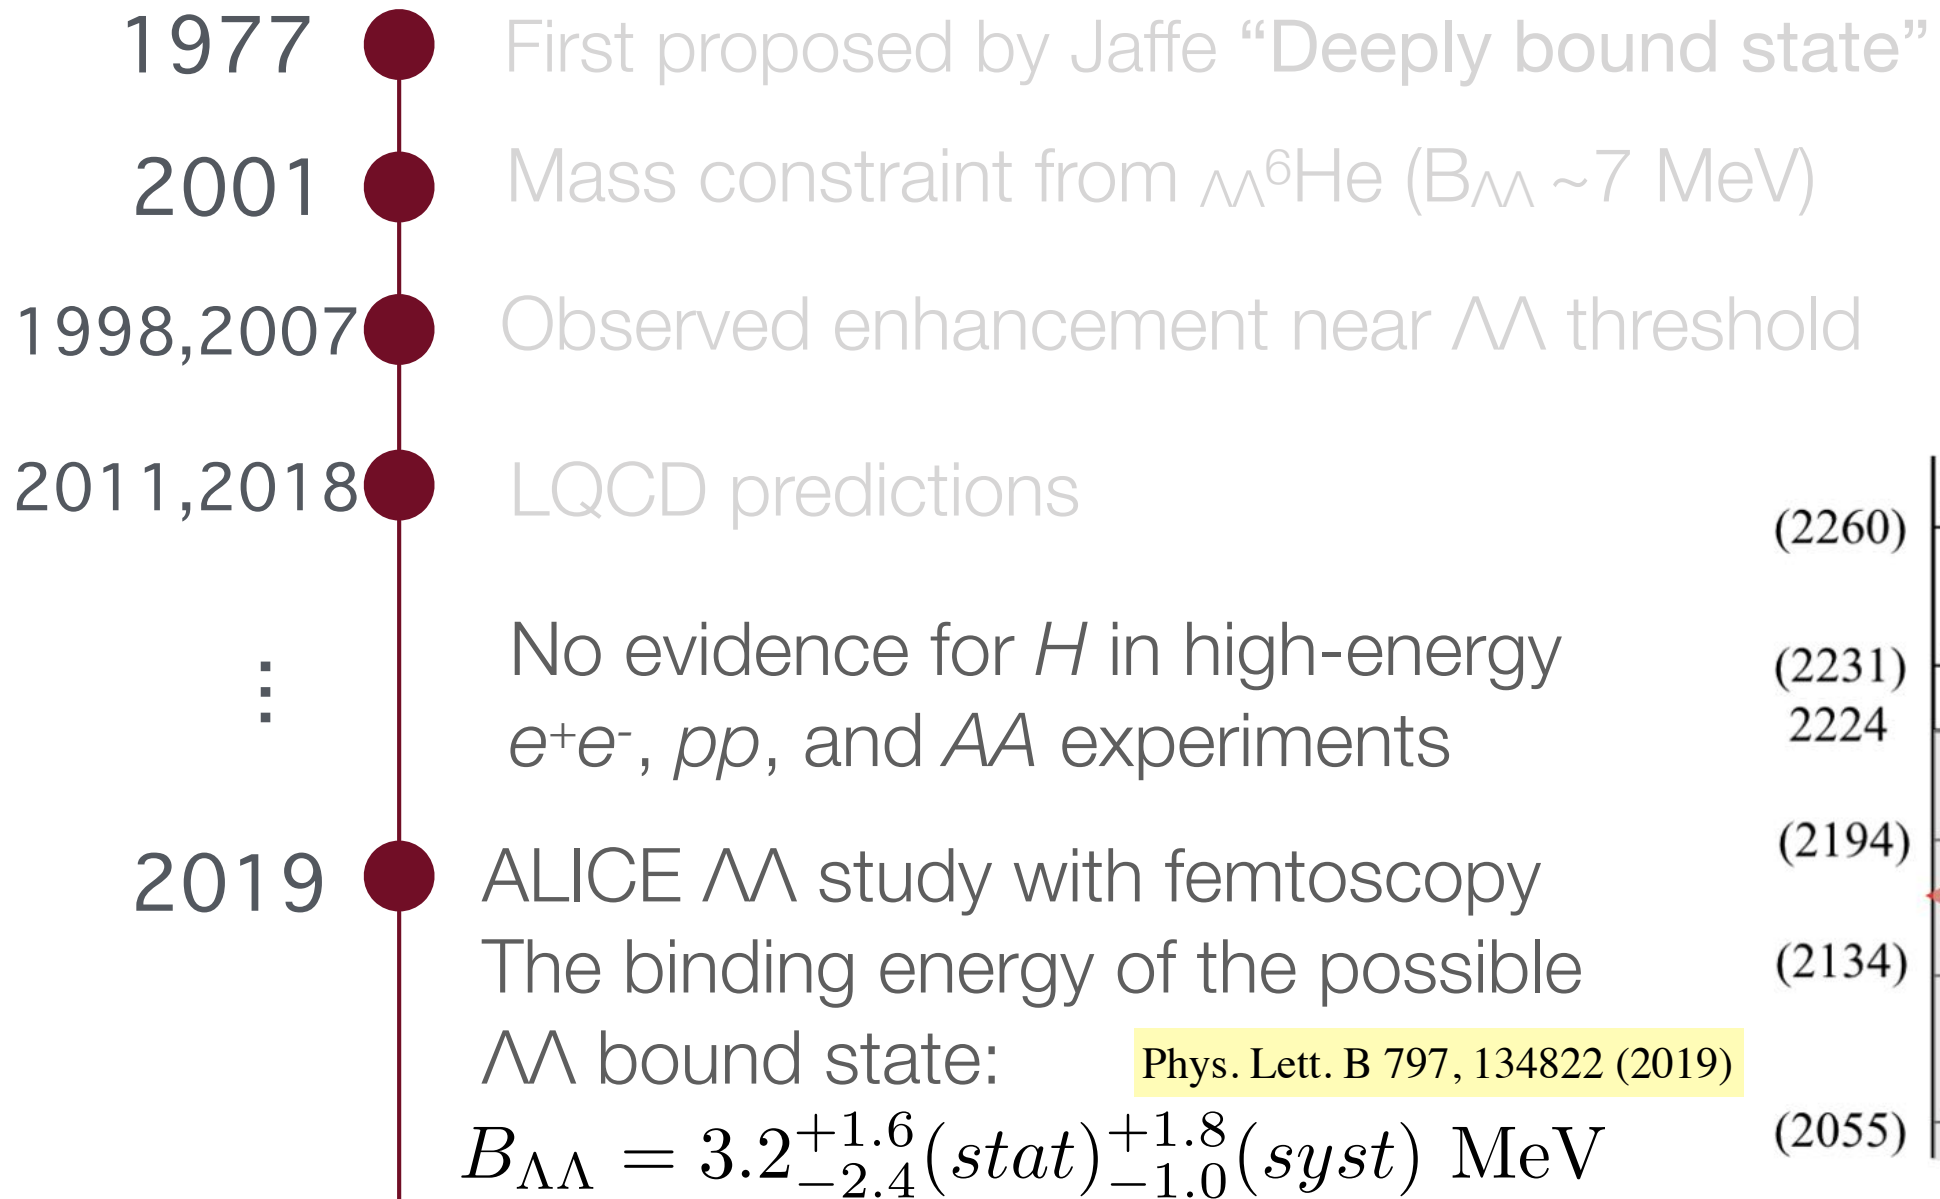 1977 First proposed by Jaffe “Deeply bound state”
2001 Mass constraint from ΛΛ⁶He (BΛΛ ~7 MeV)
1998,2007 Observed enhancement near ΛΛ threshold
2011,2018 LQCD predictions
⋮
No evidence for H in high-energy
e⁺e⁻, pp, and AA experiments
2019 ALICE ΛΛ study with femtoscopy
The binding energy of the possible
ΛΛ bound state:
Phys. Lett. B 797, 134822 (2019)
B_ΛΛ = 3.2^{+1.6}_{-2.4}(stat)^{+1.8}_{-1.0}(syst) MeV
(2260)
(2231)
2224
(2194)
(2134)
(2055)